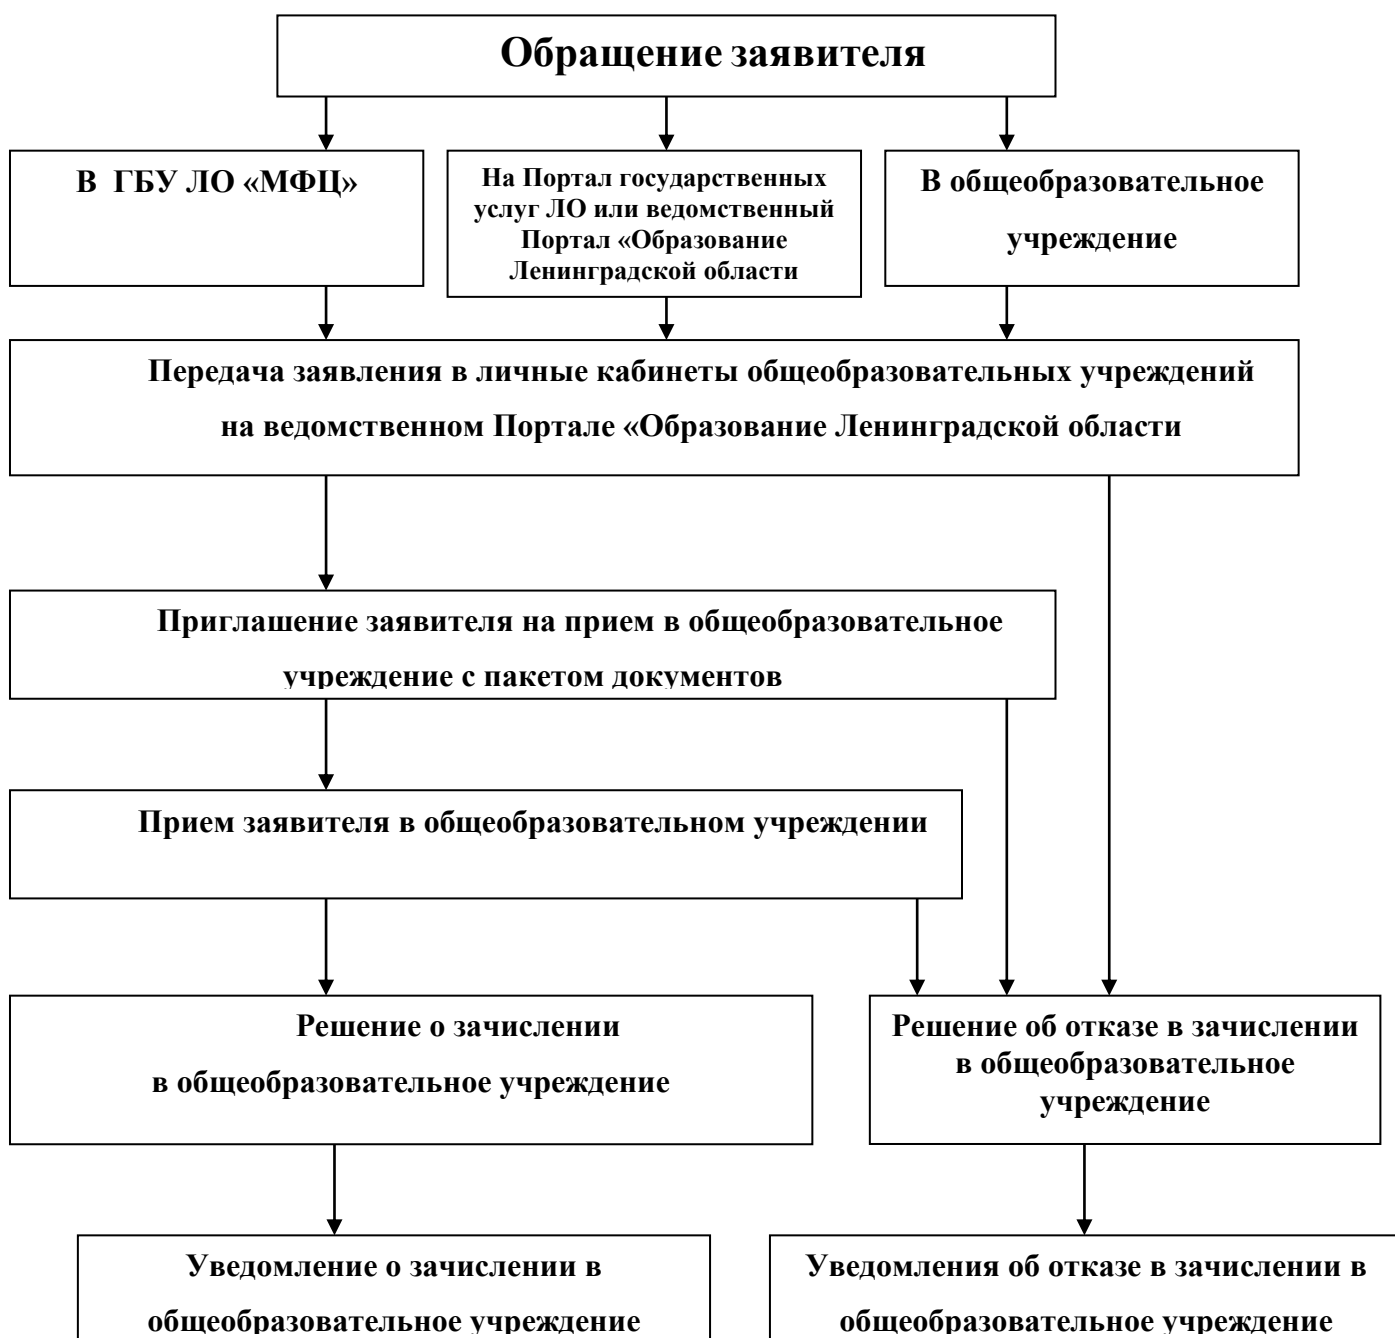 Обращение заявителя
В ГБУ ЛО «МФЦ»
На Портал государственных
услуг ЛО или ведомственный
Портал «Образование
Ленинградской области
В общеобразовательное
учреждение
Передача заявления в личные кабинеты общеобразовательных учреждений
на ведомственном Портале «Образование Ленинградской области
Приглашение заявителя на прием в общеобразовательное
учреждение с пакетом документов
Прием заявителя в общеобразовательном учреждении
Решение о зачислении
в общеобразовательное учреждение
Решение об отказе в зачислении
в общеобразовательное
учреждение
Уведомление о зачислении в
общеобразовательное учреждение
Уведомления об отказе в зачислении в
общеобразовательное учреждение